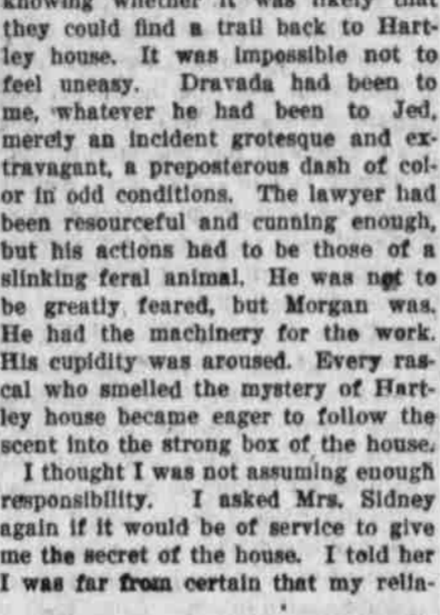 knowing whether it was likely that
they could find a trail back to Hart-
ley house. It was impossible not to
feel uneasy. Dravada had been to
me, whatever he had been to Jed,
merely an incident grotesque and ex-
travagant, a preposterous dash of col-
or in odd conditions. The lawyer had
been resourceful and cunning enough,
but his actions had to be those of a
slinking feral animal. He was not to
be greatly feared, but Morgan was.
He had the machinery for the work.
His cupidity was aroused. Every ras-
cal who smelled the mystery of Hart-
ley house became eager to follow the
scent into the strong box of the house.
I thought I was not assuming enough
responsibility. I asked Mrs. Sidney
again if it would be of service to give
me the secret of the house. I told her
I was far from certain that my relia-